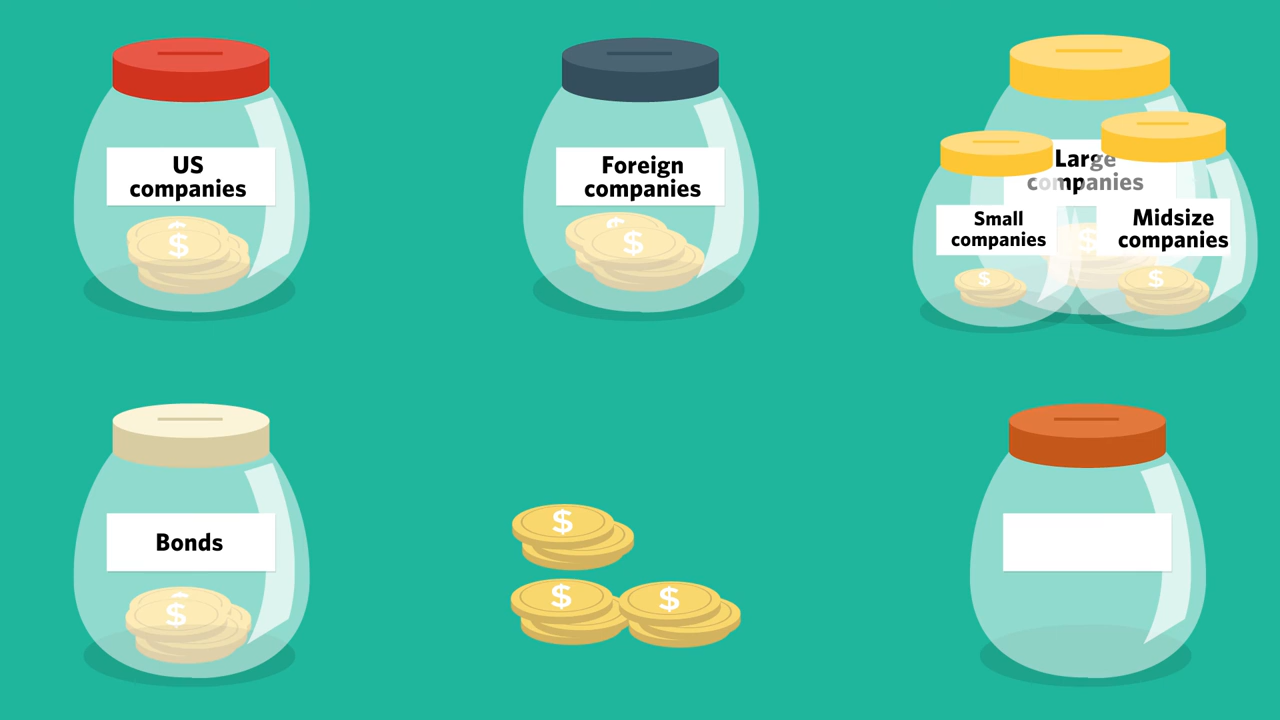 US
companies
Foreign
companies
Large
companies
Small
companies
Midsize
companies
Bonds
$
$
$
$
$
$
$
$
$